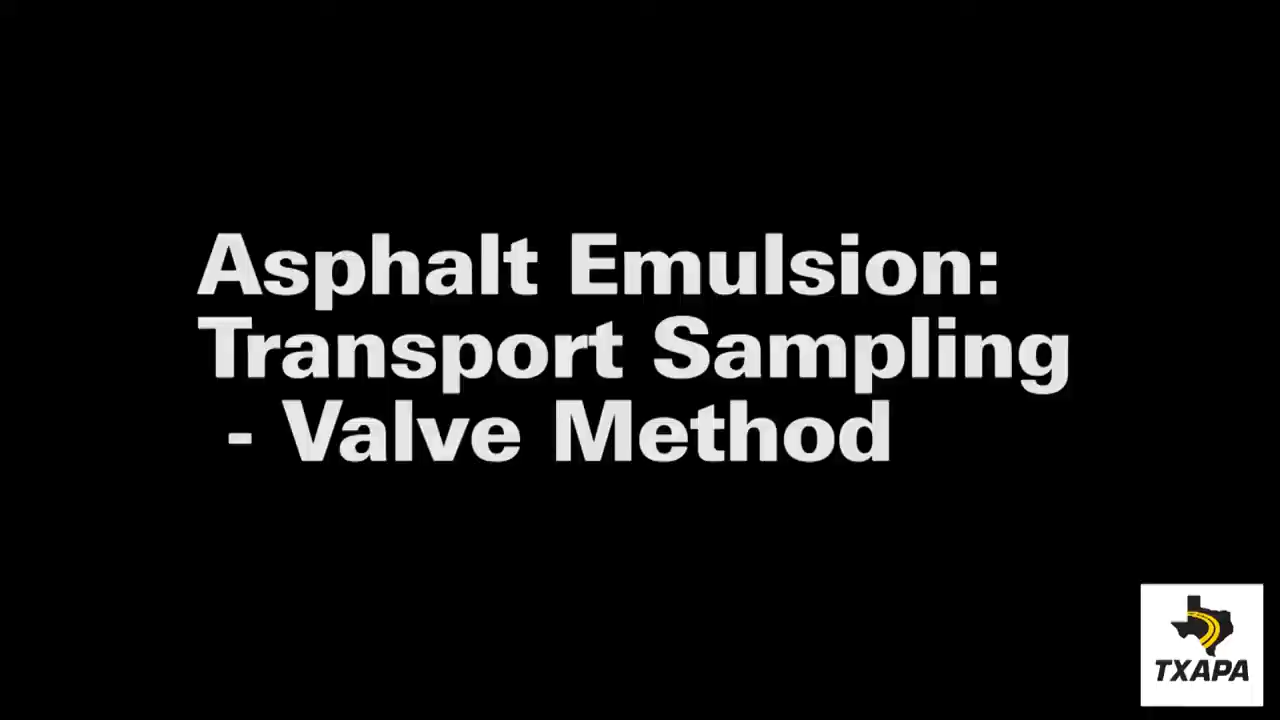 Asphalt Emulsion:
Transport Sampling
- Valve Method
TXAPA